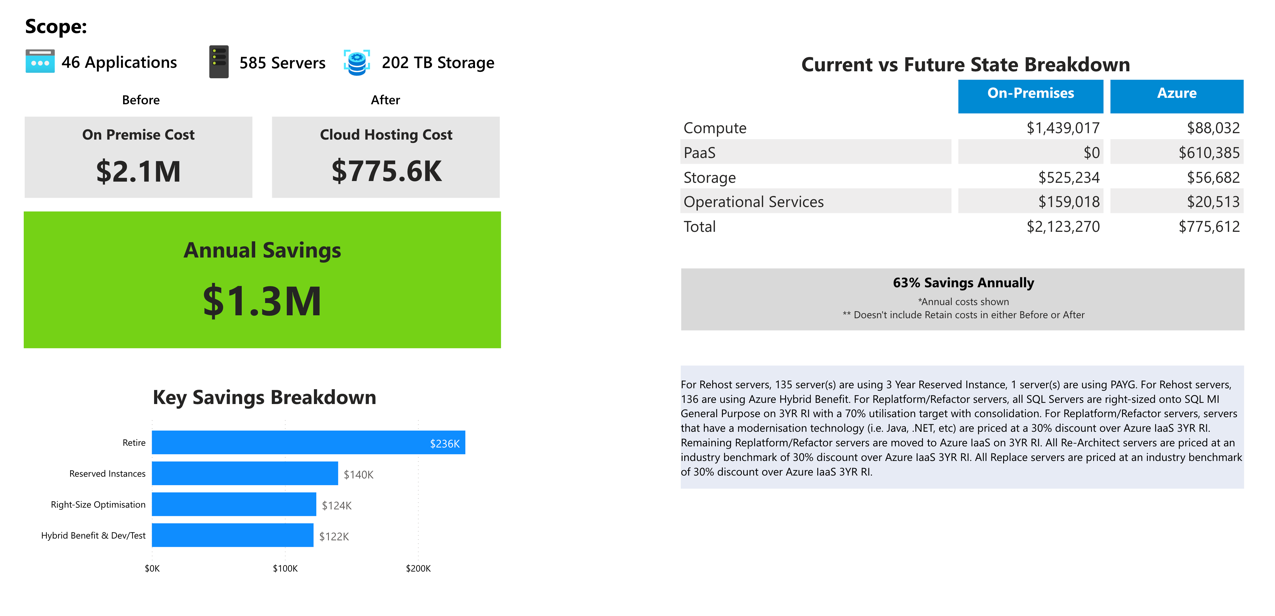 Scope:
46 Applications
585 Servers
202 TB Storage
Before
After
On Premise Cost
$2.1M
Cloud Hosting Cost
$775.6K
Annual Savings
$1.3M
Key Savings Breakdown
Retire $236K
Reserved Instances $140K
Right-Size Optimisation $124K
Hybrid Benefit & Dev/Test $122K
$0K $100K $200K
Current vs Future State Breakdown
On-Premises Azure
Compute $1,439,017 $88,032
PaaS $0 $610,385
Storage $525,234 $56,682
Operational Services $159,018 $20,513
Total $2,123,270 $775,612
63% Savings Annually
*Annual costs shown
** Doesn't include Retain costs in either Before or After
For Rehost servers, 135 server(s) are using 3 Year Reserved Instance, 1 server(s) are using PAYG. For Rehost servers,
136 are using Azure Hybrid Benefit. For Replatform/Refactor servers, all SQL Servers are right-sized onto SQL MI
General Purpose on 3YR RI with a 70% utilisation target with consolidation. For Replatform/Refactor servers, servers
that have a modernisation technology (i.e. Java, .NET, etc) are priced at a 30% discount over Azure IaaS 3YR RI.
Remaining Replatform/Refactor servers are moved to Azure IaaS on 3YR RI. All Re-Architect servers are priced at an
industry benchmark of 30% discount over Azure IaaS 3YR RI. All Replace servers are priced at an industry benchmark
of 30% discount over Azure IaaS 3YR RI.